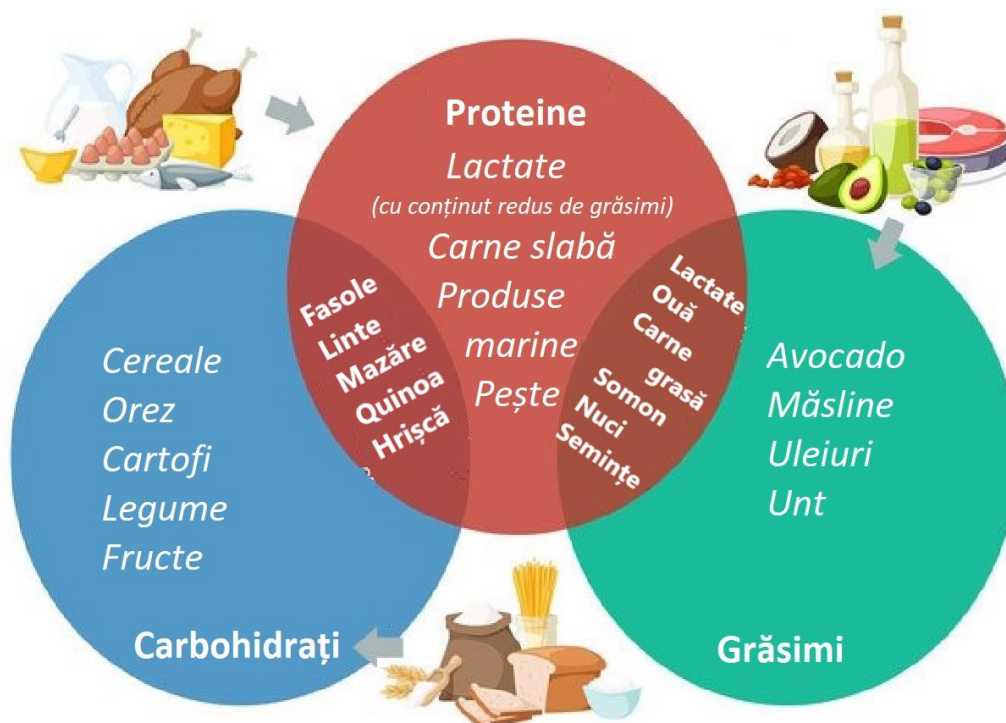 Proteine
Lactate
(cu conținut redus de grăsimi)
Carne slabă
Produse
marine
Pește
Fasole
Linte
Mazăre
Quinoa
Hrișcă
Lactate
Ouă
Carne
grasă
Somon
Nuci
Semințe
Cereale
Orez
Cartofi
Legume
Fructe
Carbohidrați
Avocado
Măsline
Uleiuri
Unt
Grăsimi